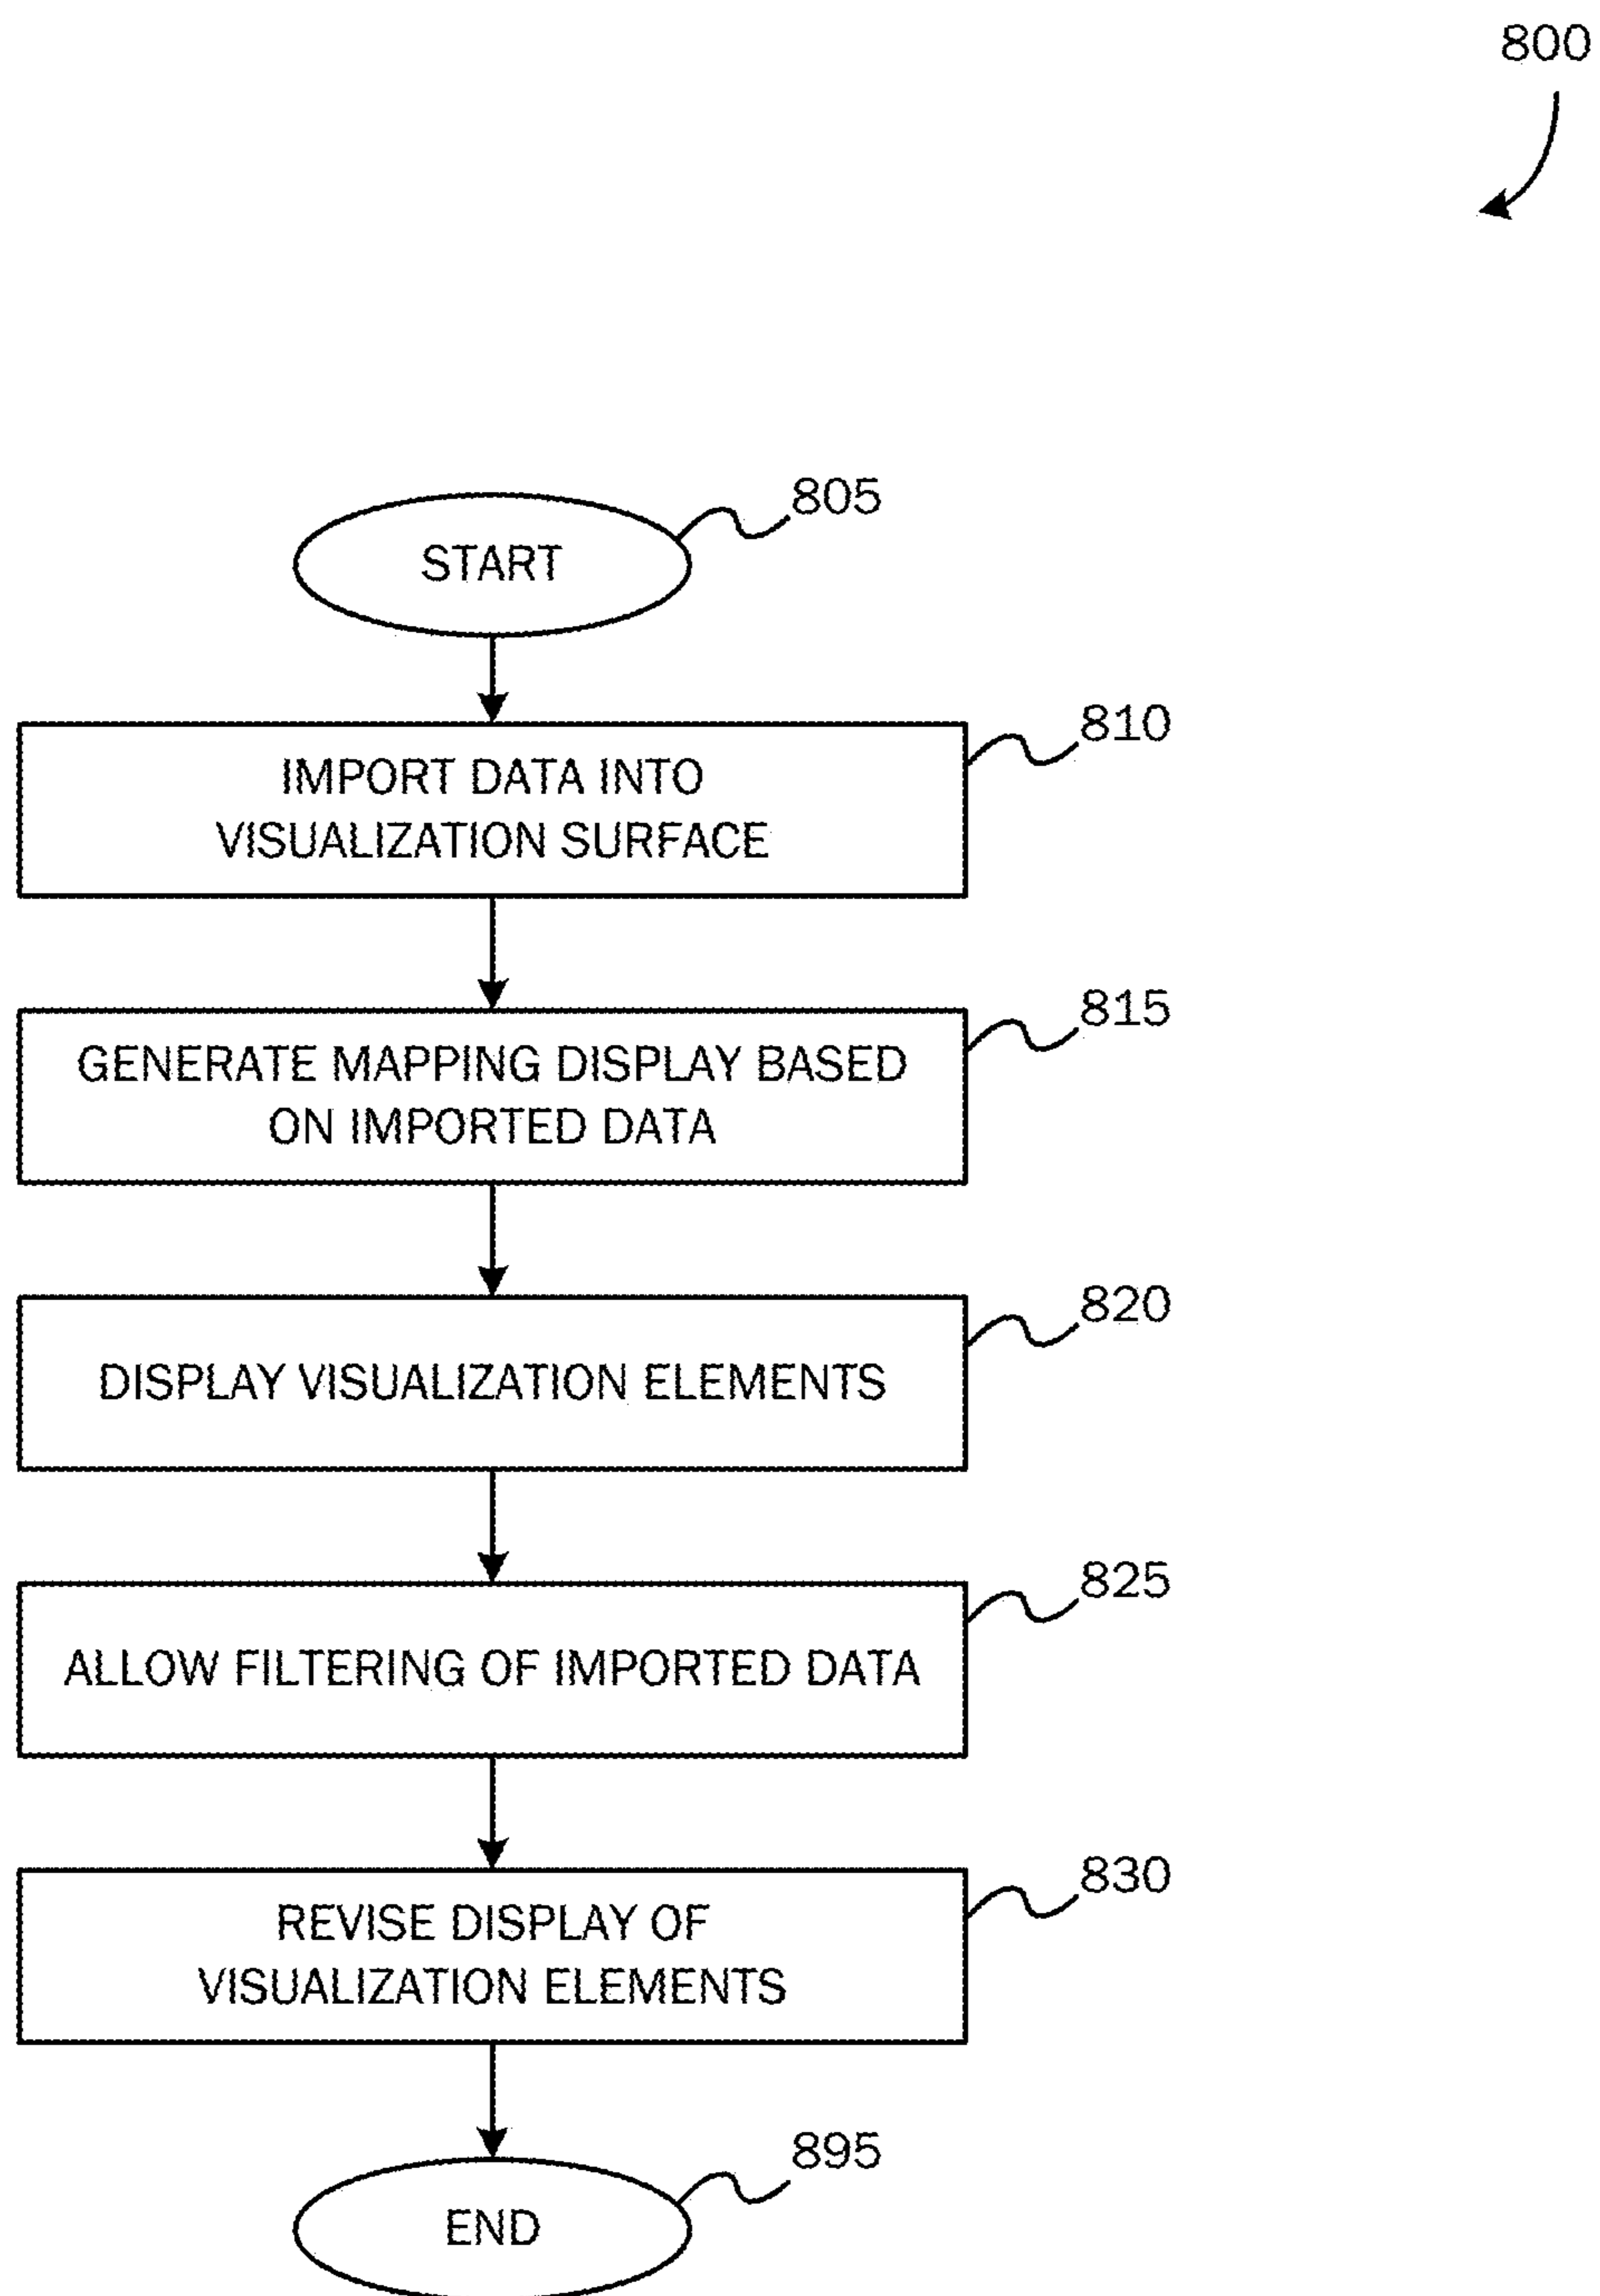 800
START
805
IMPORT DATA INTO
VISUALIZATION SURFACE
810
GENERATE MAPPING DISPLAY BASED
ON IMPORTED DATA
815
DISPLAY VISUALIZATION ELEMENTS
820
ALLOW FILTERING OF IMPORTED DATA
825
REVISE DISPLAY OF
VISUALIZATION ELEMENTS
830
END
895